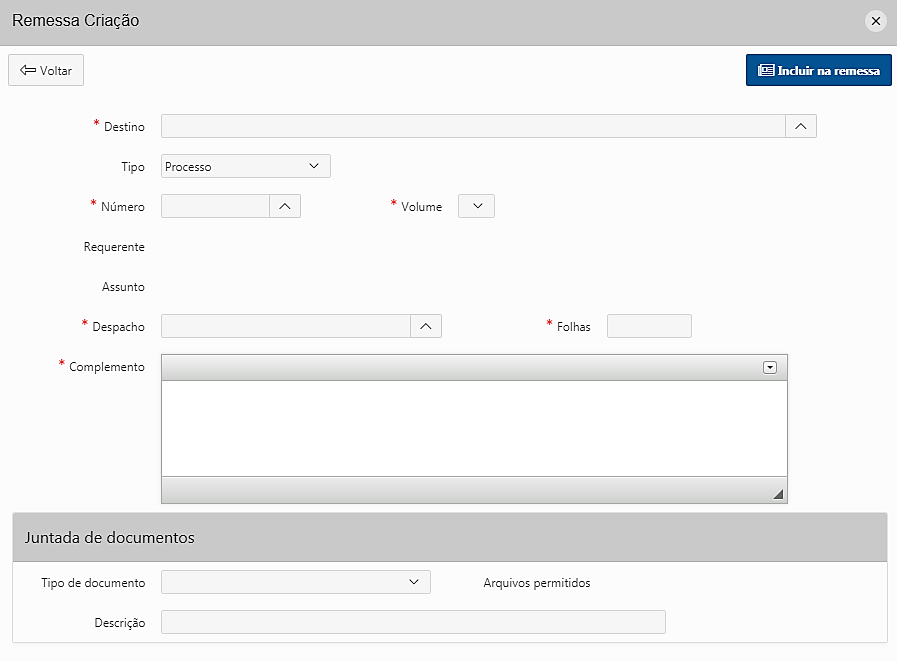 Remessa Criação
Voltar
Incluir na remessa
* Destino
Tipo Processo
* Número * Volume
Requerente
Assunto
* Despacho * Folhas
* Complemento
Juntada de documentos
Tipo de documento Arquivos permitidos
Descrição